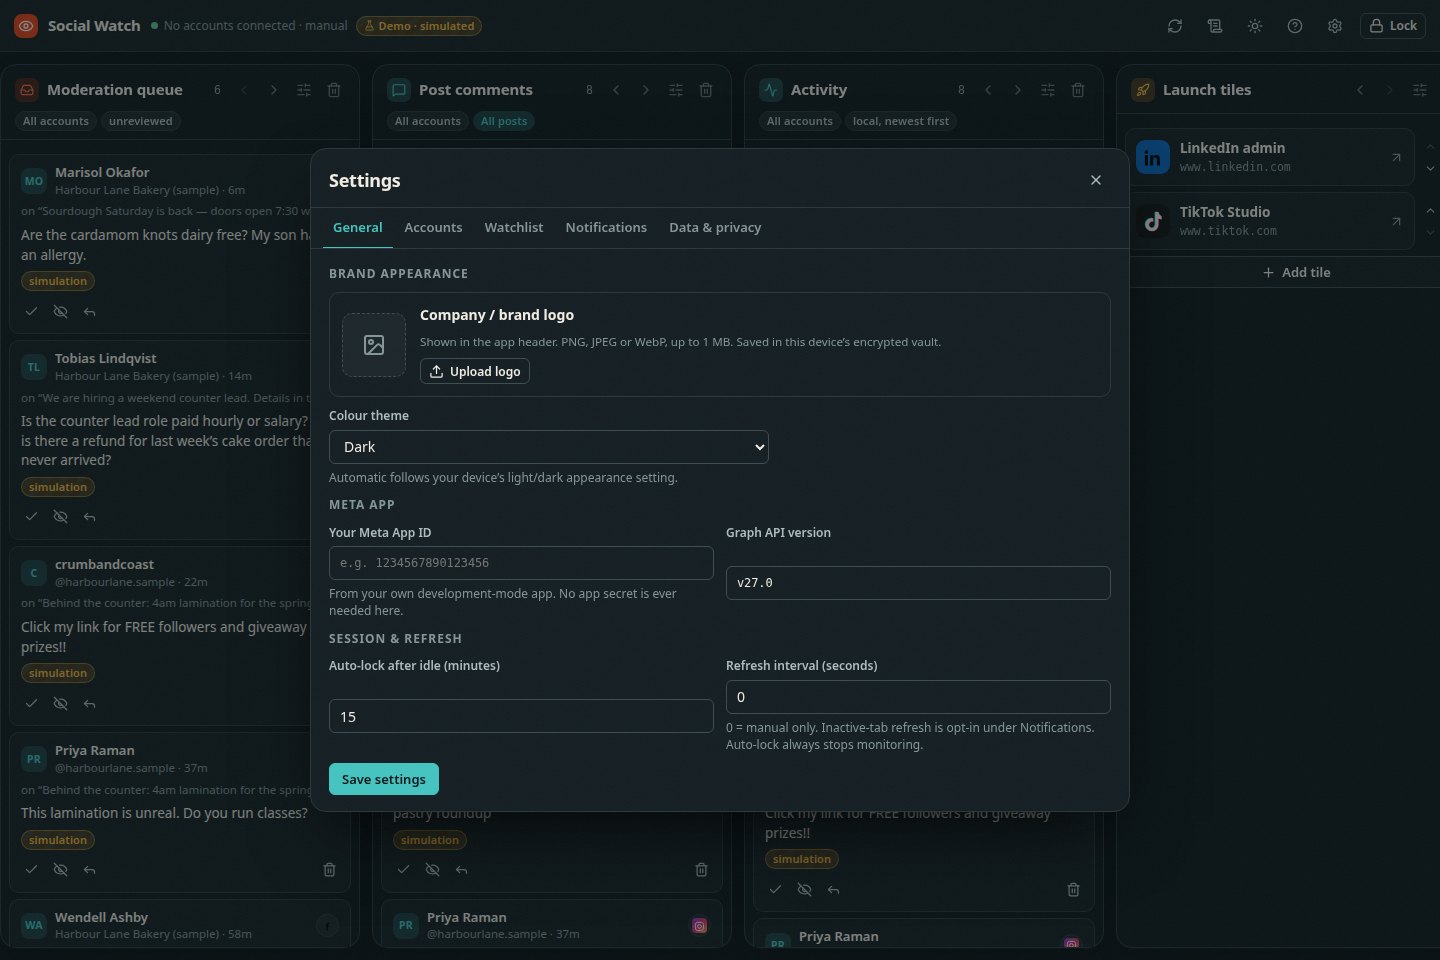 Social Watch
No accounts connected · manual
Demo · simulated
Lock
Moderation queue
6
All accounts
unreviewed
Post comments
8
All accounts
All posts
Activity
8
All accounts
local, newest first
Launch tiles
MO
Marisol Okafor
Harbour Lane Bakery (sample) · 6m
on “Sourdough Saturday is back — doors open 7:30
Are the cardamom knots dairy free? My son
an allergy.
simulation
TL
Tobias Lindqvist
Harbour Lane Bakery (sample) · 14m
on “We are hiring a weekend counter lead. Details in
Is the counter lead role paid hourly or salary?
is there a refund for last week’s cake order
never arrived?
simulation
C
crumbandcoast
@harbourlane.sample · 22m
on “Behind the counter: 4am lamination for the spring
Click my link for FREE followers and giveaway
prizes!!
simulation
PR
Priya Raman
@harbourlane.sample · 37m
on “Behind the counter: 4am lamination for the spring
This lamination is unreal. Do you run classes?
simulation
WA
Wendell Ashby
Harbour Lane Bakery (sample) · 58m
Settings
General
Accounts
Watchlist
Notifications
Data & privacy
BRAND APPEARANCE
Company / brand logo
Shown in the app header. PNG, JPEG or WebP, up to 1 MB. Saved in this device’s encrypted vault.
Upload logo
Colour theme
Dark
Automatic follows your device’s light/dark appearance setting.
META APP
Your Meta App ID
e.g. 1234567890123456
From your own development-mode app. No app secret is ever
needed here.
Graph API version
v27.0
SESSION & REFRESH
Auto-lock after idle (minutes)
15
Refresh interval (seconds)
0
0 = manual only. Inactive-tab refresh is opt-in under Notifications.
Auto-lock always stops monitoring.
Save settings
pastry roundup
simulation
PR
Priya Raman
@harbourlane.sample · 37m
Click my link for FREE followers and giveaway
prizes!!
simulation
PR
Priya Raman
in
LinkedIn admin
www.linkedin.com
TikTok Studio
www.tiktok.com
Add tile